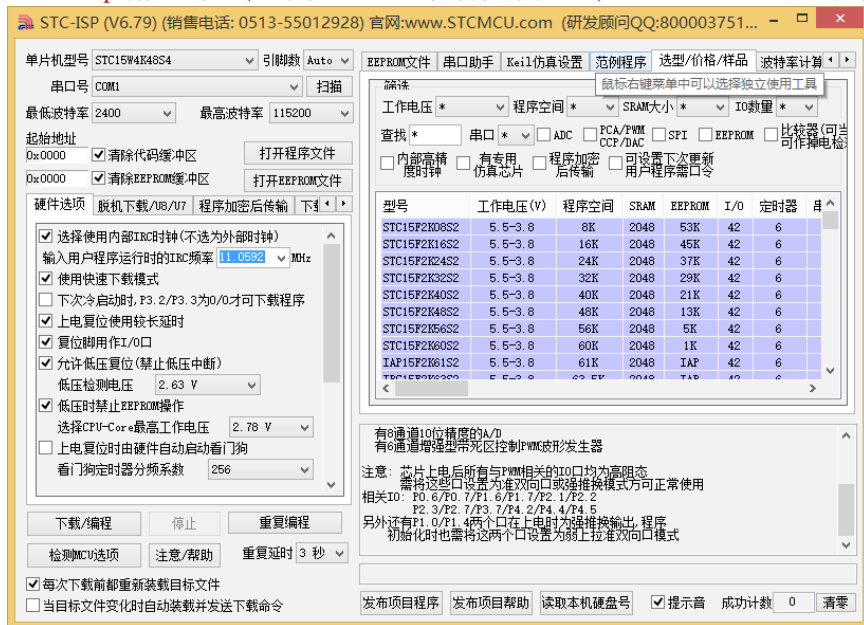 STC-ISP (V6.79) (销售电话: 0513-55012928) 官网:www.STCMCU.com (研发顾问QQ:800003751...
单片机型号 STC15W4K48S4 引脚数 Auto
串口号 COM1 扫描
最低波特率 2400 最高波特率 115200
起始地址
0x0000 清除代码缓冲区 打开程序文件
0x0000 清除EEPROM缓冲区 打开EEPROM文件
硬件选项 脱机下载/U8/U7 程序加密后传输
选择使用内部IRC时钟(不选为外部时钟)
输入用户程序运行时的IRC频率 11.0592 MHz
使用快速下载模式
下次冷启动时, P3.2/P3.3为0/0才可下载程序
上电复位使用较长延时
复位脚用作I/O口
允许低压复位(禁止低压中断)
低压检测电压 2.63 V
低压时禁止EEPROM操作
选择CPU-Core最高工作电压 2.78 V
上电复位时由硬件自动启动看门狗
看门狗定时器分频系数 256
下载/编程 停止 重复编程
检测MCU选项 注意/帮助 重复延时 3 秒
每次下载前都重新装载目标文件
当目标文件变化时自动装载并发送下载命令
EEPROM文件 串口助手 Keil仿真设置 范例程序 选型/价格/样品 波特率计算
鼠标右键菜单中可以选择独立使用工具
筛选
工作电压 * 程序空间 * SRAM大小 * IO数量 *
查找 * 串口 * ADC PCA/PWM CCP/DAC SPI EEPROM 比较器(可当 可作掉电检
内部高精度时钟 有专用仿真芯片 程序加密后传输 可设置下次更新用户程序需口令
型号 工作电压(V) 程序空间 SRAM EEPROM I/O 定时器
STC15F2K08S2 5.5-3.8 8K 2048 53K 42 6
STC15F2K16S2 5.5-3.8 16K 2048 45K 42 6
STC15F2K24S2 5.5-3.8 24K 2048 37K 42 6
STC15F2K32S2 5.5-3.8 32K 2048 29K 42 6
STC15F2K40S2 5.5-3.8 40K 2048 21K 42 6
STC15F2K48S2 5.5-3.8 48K 2048 13K 42 6
STC15F2K56S2 5.5-3.8 56K 2048 5K 42 6
STC15F2K60S2 5.5-3.8 60K 2048 1K 42 6
IAP15F2K61S2 5.5-3.8 61K 2048 IAP 42 6
5.5-3.8 63.5K 2048 IAP 42 6
有8通道10位精度的A/D
有6通道增强型带死区控制PWM波形发生器
注意: 芯片上电后所有与PWM相关的IO口均为高阻态
需将这些口设置为准双向口或强推挽模式方可正常使用
相关IO: P0.6/P0.7/P1.6/P1.7/P2.1/P2.2
P2.3/P2.7/P3.7/P4.2/P4.4/P4.5
另外还有P1.0/P1.4两个口在上电时为强推挽输出,程序
初始化时也需将这两个口设置为弱上拉准双向口模式
发布项目程序 发布项目帮助 读取本机硬盘号 提示音 成功计数 0 清零